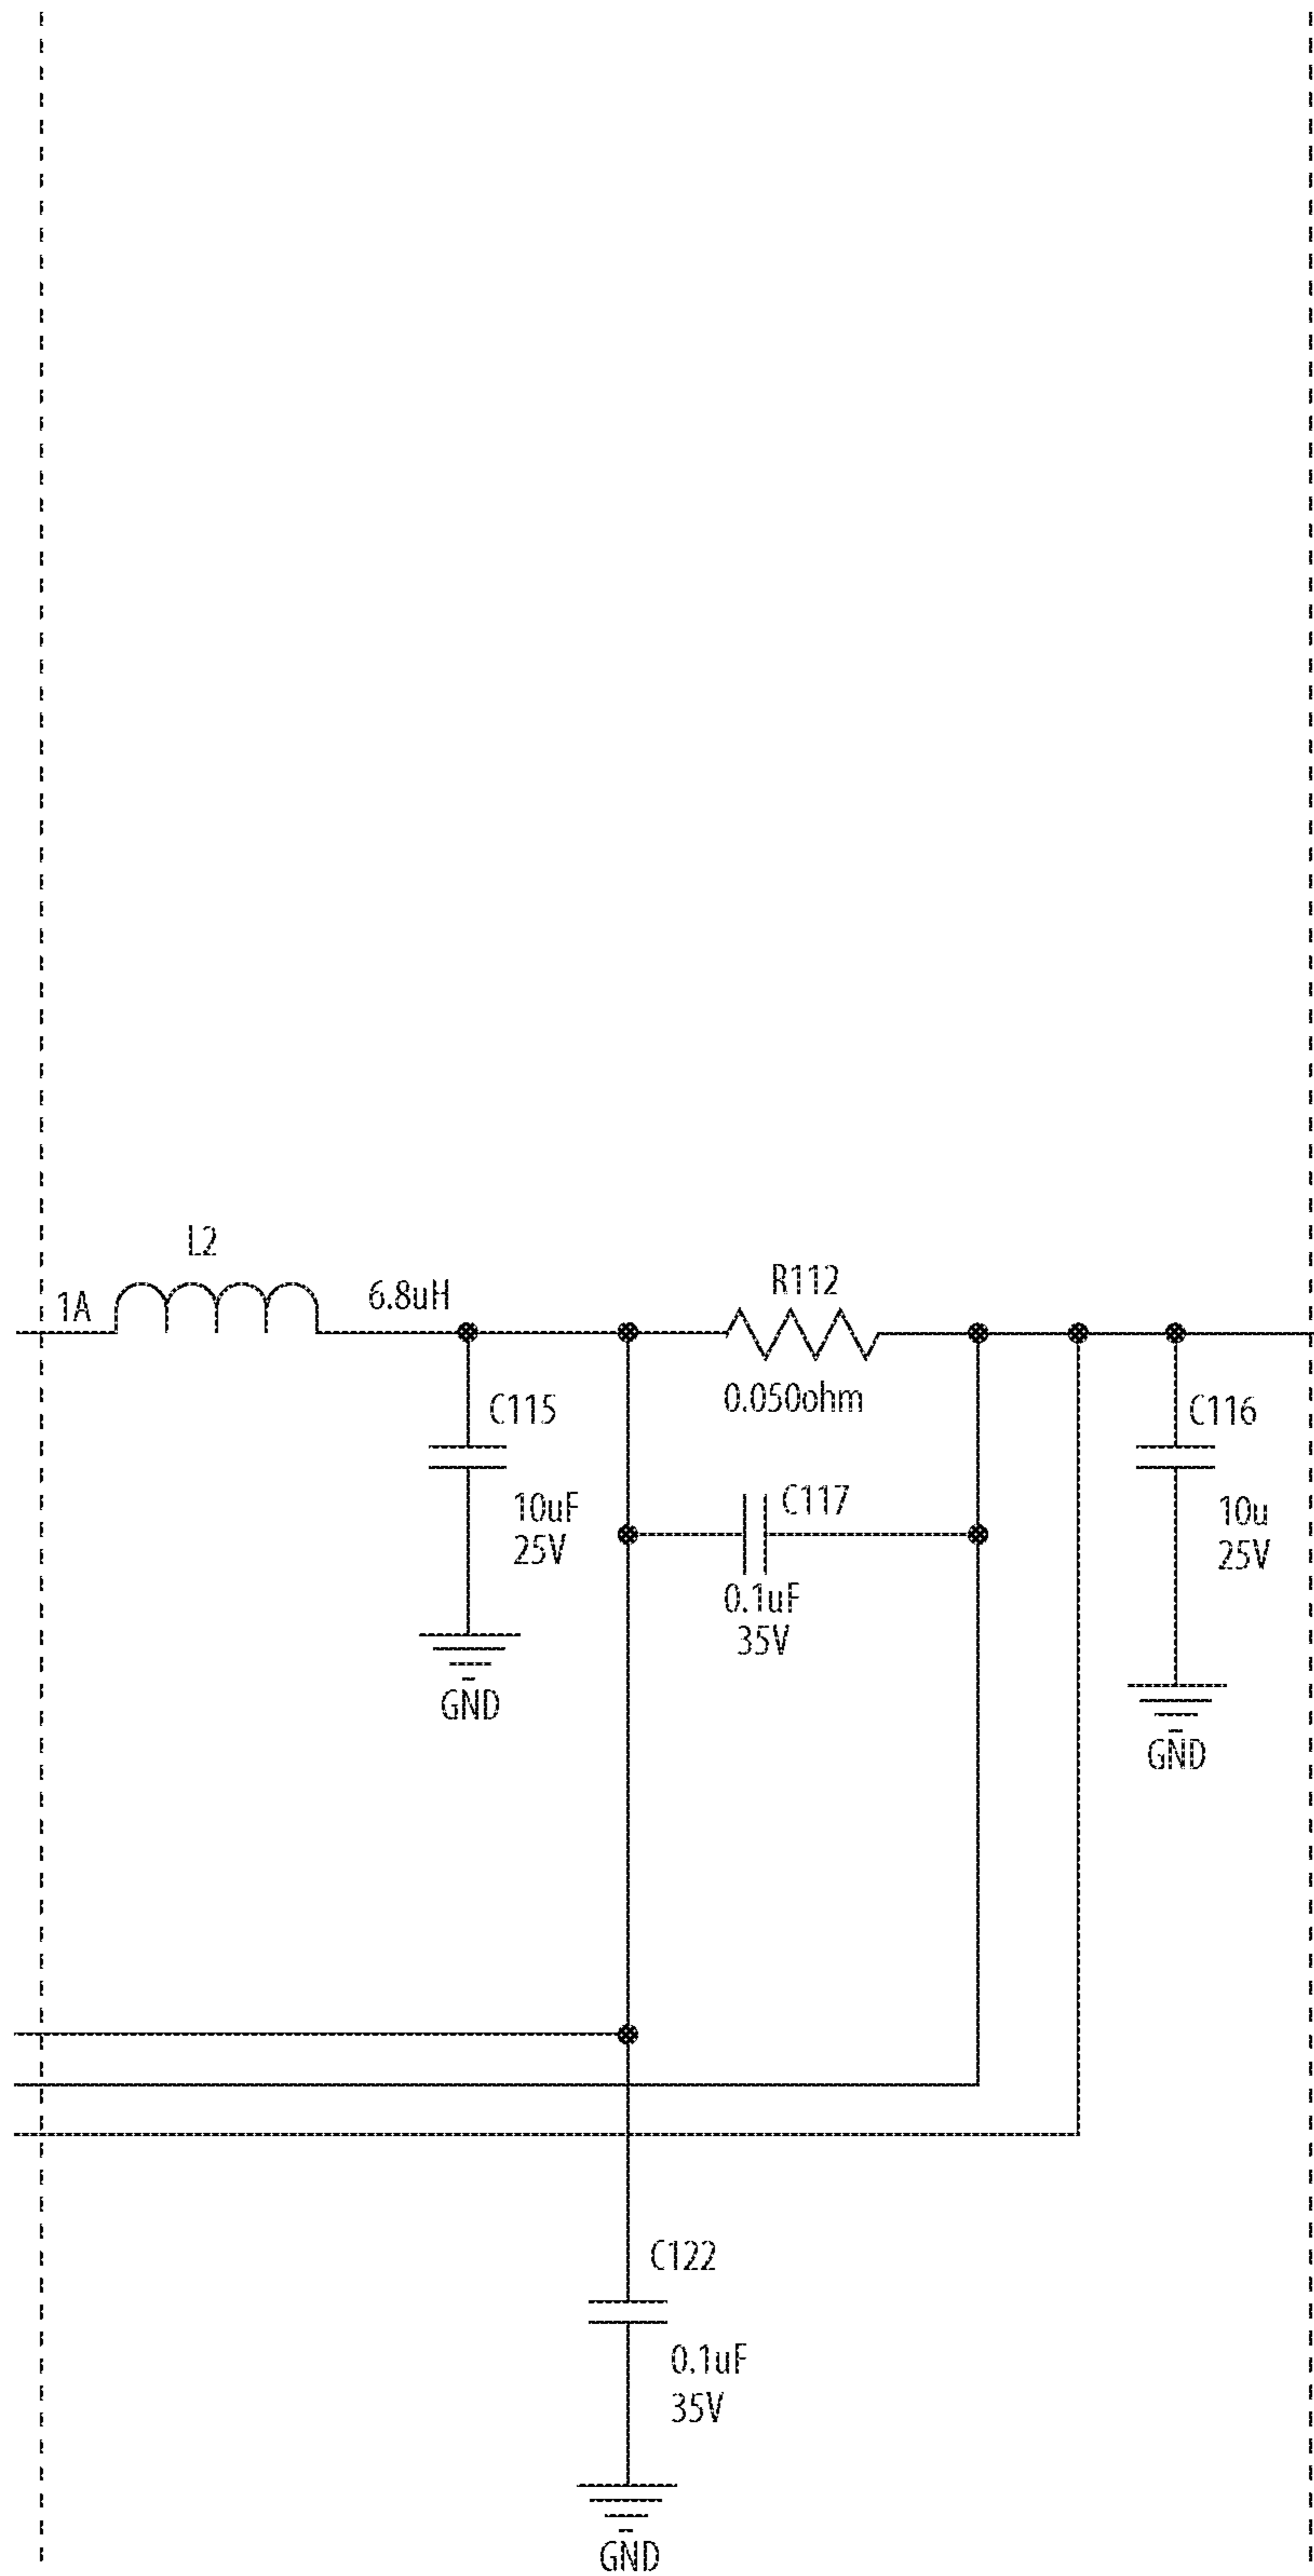 L2
1A
6.8uH
R112
0.050ohm
C115
10uF
25V
GND
C117
0.1uF
35V
C116
10u
25V
GND
C122
0.1uF
35V
GND